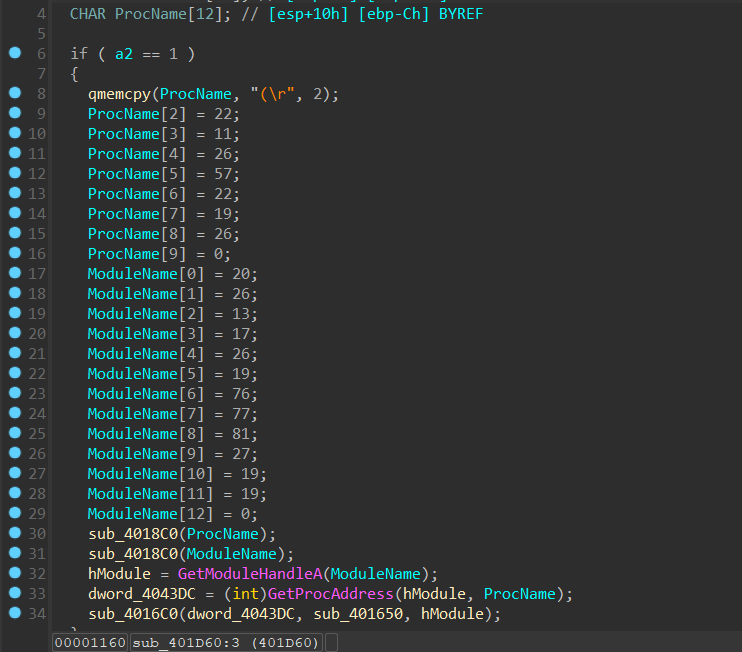 4 CHAR ProcName[12]; // [esp+10h] [ebp-Ch] BYREF
5
6 if ( a2 == 1 )
7 {
8 qmemcpy(ProcName, "(\r", 2);
9 ProcName[2] = 22;
10 ProcName[3] = 11;
11 ProcName[4] = 26;
12 ProcName[5] = 57;
13 ProcName[6] = 22;
14 ProcName[7] = 19;
15 ProcName[8] = 26;
16 ProcName[9] = 0;
17 ModuleName[0] = 20;
18 ModuleName[1] = 26;
19 ModuleName[2] = 13;
20 ModuleName[3] = 17;
21 ModuleName[4] = 26;
22 ModuleName[5] = 19;
23 ModuleName[6] = 76;
24 ModuleName[7] = 77;
25 ModuleName[8] = 81;
26 ModuleName[9] = 27;
27 ModuleName[10] = 19;
28 ModuleName[11] = 19;
29 ModuleName[12] = 0;
30 sub_4018C0(ProcName);
31 sub_4018C0(ModuleName);
32 hModule = GetModuleHandleA(ModuleName);
33 dword_4043DC = (int)GetProcAddress(hModule, ProcName);
34 sub_4016C0(dword_4043DC, sub_401650, hModule);
00001160 sub_401D60:3 (401D60)